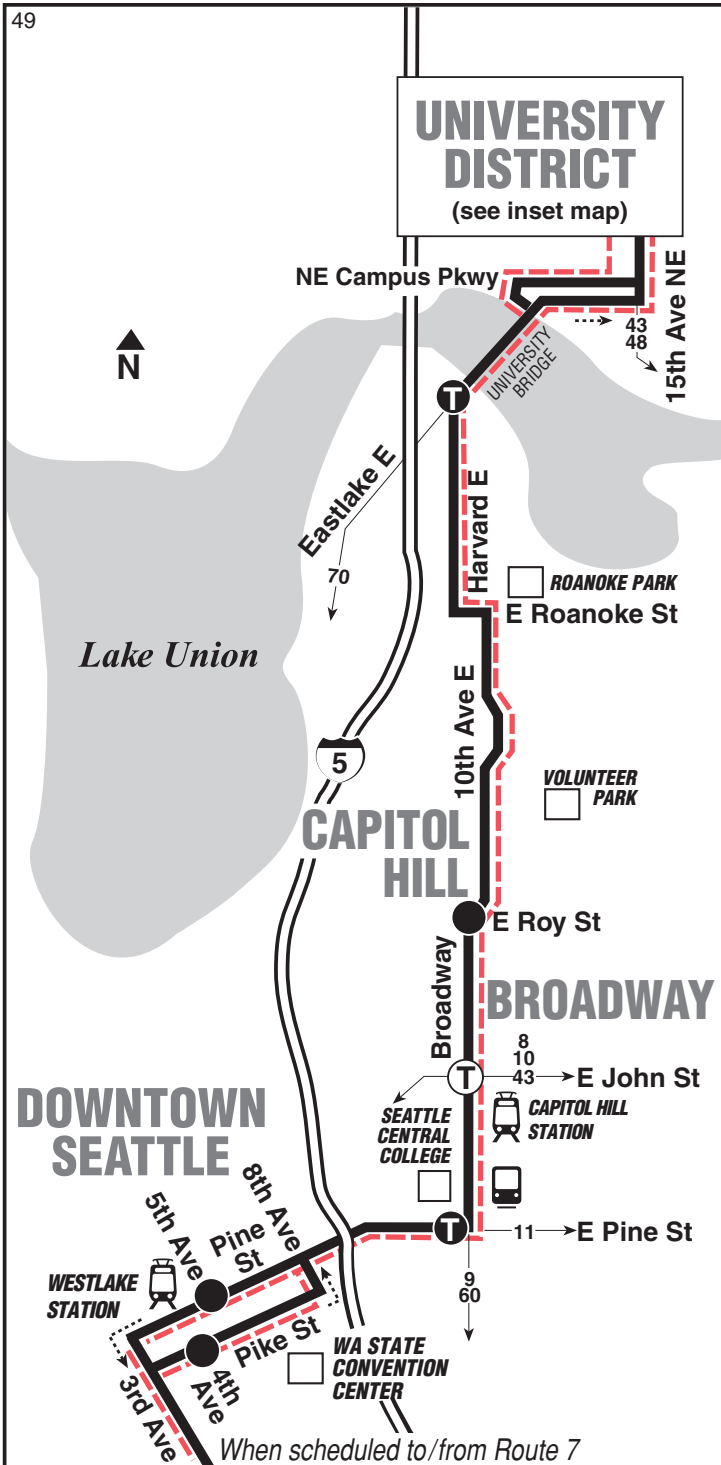 49
UNIVERSITY
DISTRICT
(see inset map)
NE Campus Pkwy
15th Ave NE
43
48
N
UNIVERSITY
BRIDGE
T
Eastlake E
Harvard E
70
ROANOKE PARK
E Roanoke St
Lake Union
10th Ave E
5
VOLUNTEER
PARK
CAPITOL
HILL
E Roy St
Broadway
BROADWAY
8
10
43
T
E John St
DOWNTOWN
SEATTLE
SEATTLE
CENTRAL
COLLEGE
CAPITOL HILL
STATION
8th Ave
5th Ave
Pine
St
T
11
E Pine St
WESTLAKE
STATION
9
60
Pike St
4th
Ave
3rd Ave
WA STATE
CONVENTION
CENTER
When scheduled to/from Route 7